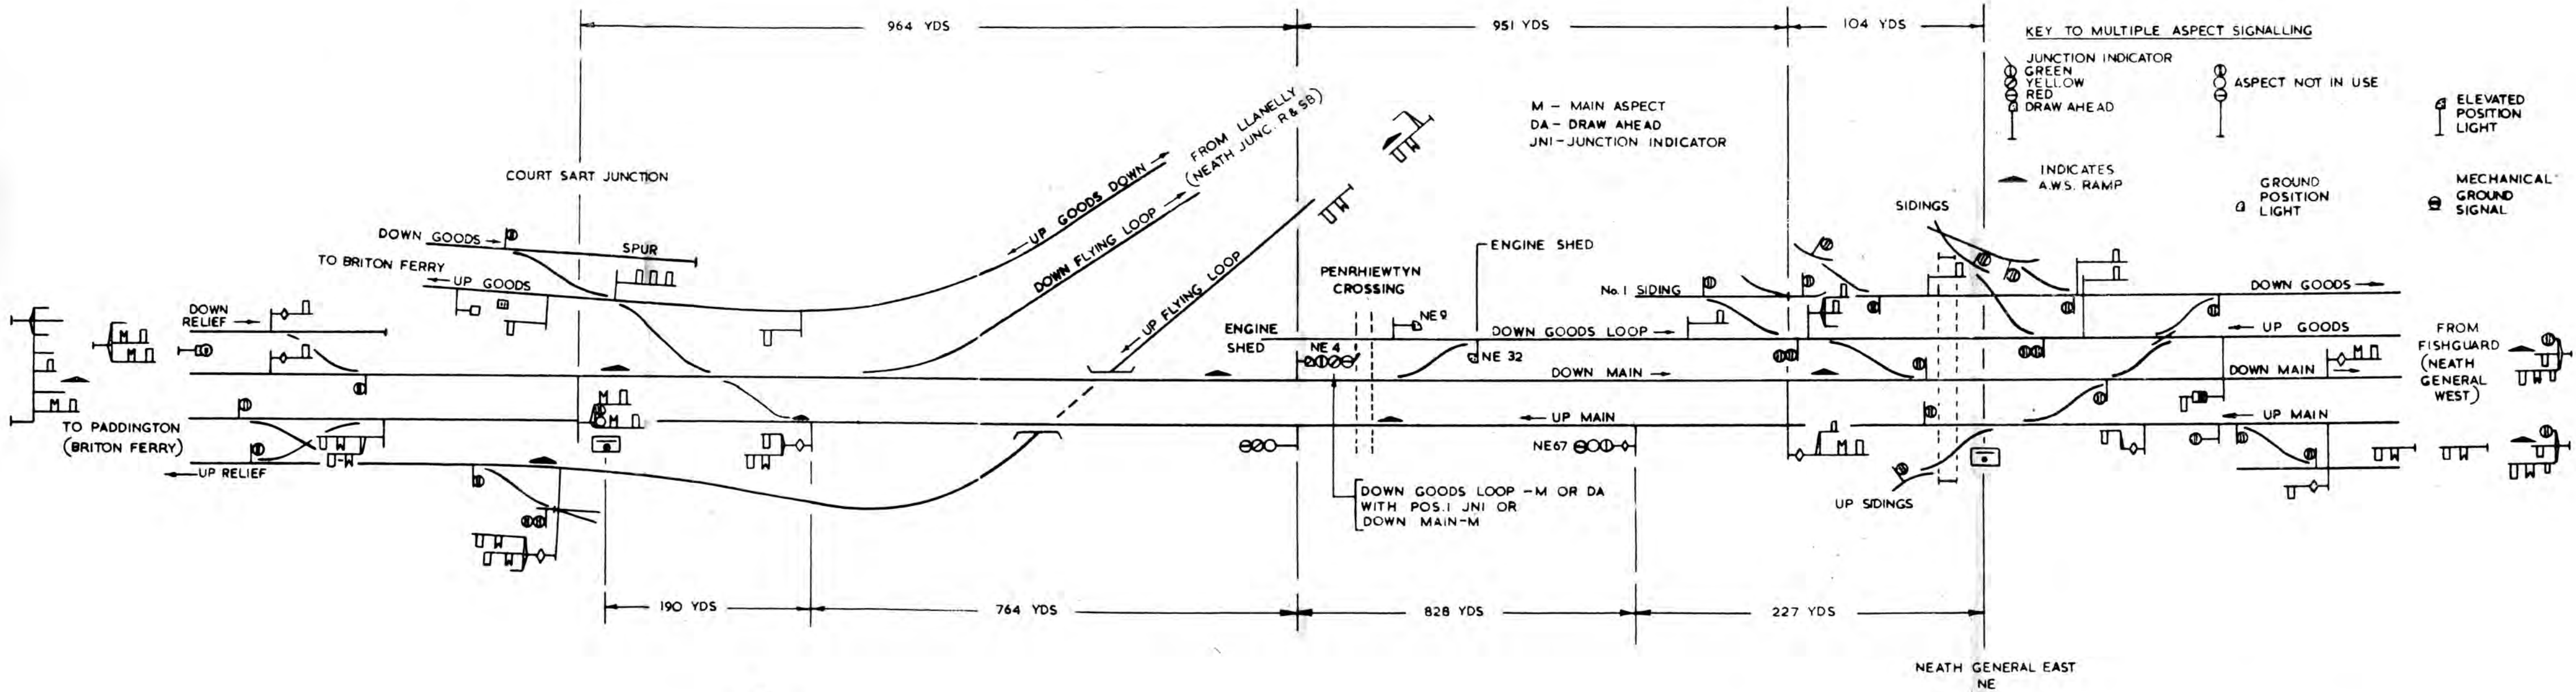 964 YDS
951 YDS
104 YDS
KEY TO MULTIPLE ASPECT SIGNALLING
JUNCTION INDICATOR
GREEN
YELLOW
RED
DRAW AHEAD
ASPECT NOT IN USE
ELEVATED
POSITION
LIGHT
INDICATES
A.W.S. RAMP
GROUND
POSITION
LIGHT
MECHANICAL
GROUND
SIGNAL
M - MAIN ASPECT
DA - DRAW AHEAD
JNI - JUNCTION INDICATOR
FROM LLANELLY
(NEATH JUNC. R & SB)
COURT SART JUNCTION
UP GOODS DOWN
DOWN FLYING LOOP
UP FLYING LOOP
DOWN GOODS
SPUR
TO BRITON FERRY
UP GOODS
DOWN
RELIEF
M
M
M
M
M
TO PADDINGTON
(BRITON FERRY)
UP RELIEF
W
W
W
W
W
W
W
ENGINE SHED
PENRHIEWTYN
CROSSING
ENGINE
SHED
NE 9
NE 4
NE 32
DOWN GOODS LOOP
No. 1 SIDING
SIDINGS
DOWN GOODS
UP GOODS
DOWN MAIN
DOWN MAIN
M
UP MAIN
UP MAIN
NE67
M
UP SIDINGS
DOWN GOODS LOOP - M OR DA
WITH POS.1 JNI OR
DOWN MAIN-M
FROM
FISHGUARD
(NEATH
GENERAL
WEST)
W
W
W
W
W
W
190 YDS
764 YDS
828 YDS
227 YDS
NEATH GENERAL EAST
NE